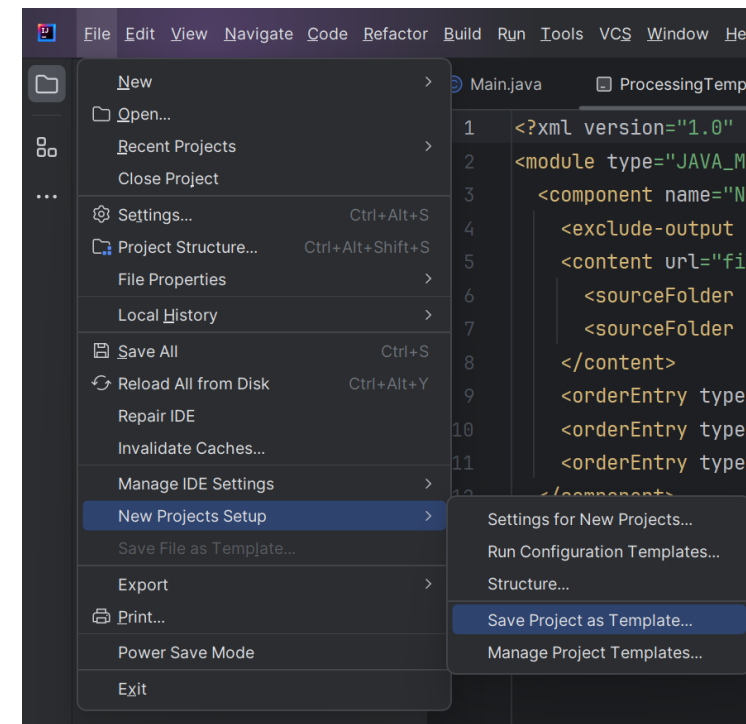 File Edit View Navigate Code Refactor Build Run Tools VCS Window He
New
Open...
Recent Projects
Close Project
Settings... Ctrl+Alt+S
Project Structure... Ctrl+Alt+Shift+S
File Properties
Local History
Save All Ctrl+S
Reload All from Disk Ctrl+Alt+Y
Repair IDE
Invalidate Caches...
Manage IDE Settings
New Projects Setup
Save File as Template...
Export
Print...
Power Save Mode
Exit
Main.java ProcessingTemp
1 <?xml version="1.0"
2 <module type="JAVA_M
3 <component name="N
4 <exclude-output
5 <content url="fi
6 <sourceFolder
7 <sourceFolder
8 </content>
9 <orderEntry type
10 <orderEntry type
11 <orderEntry type
12 </component>
Settings for New Projects...
Run Configuration Templates...
Structure...
Save Project as Template...
Manage Project Templates...